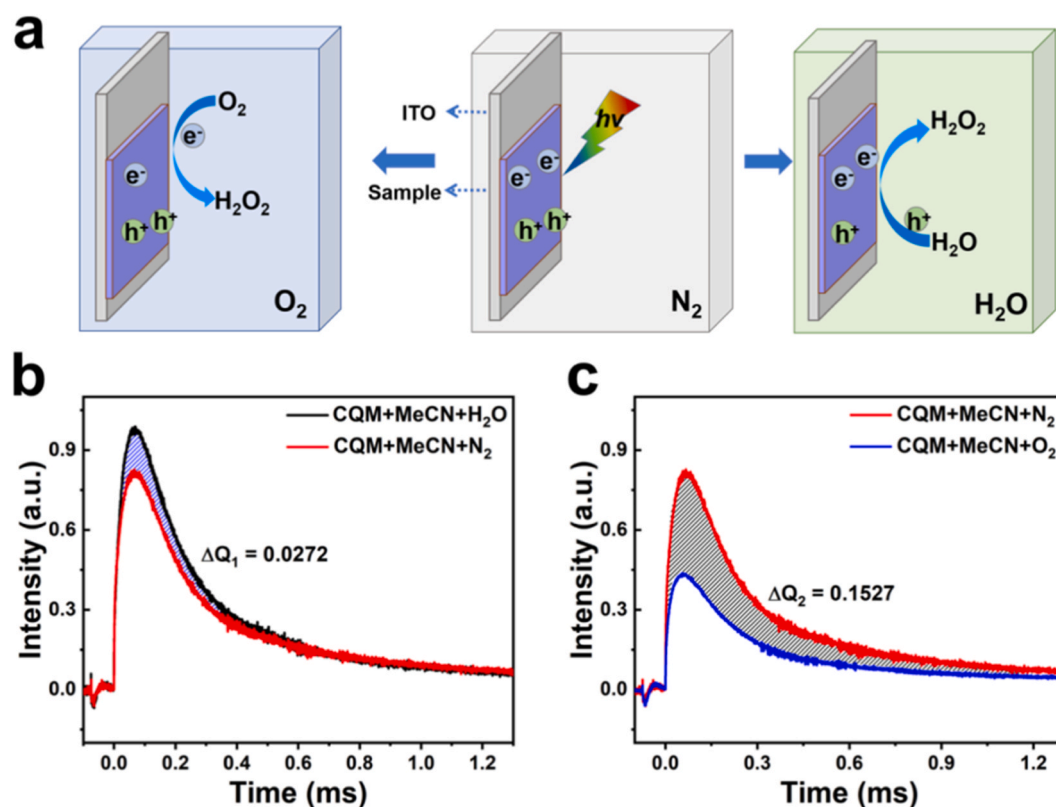 a
O₂
e⁻
e⁻
H₂O₂
h⁺
h⁺
O₂
ITO
Sample
hv
e⁻
e⁻
h⁺
h⁺
N₂
H₂O₂
e⁻
e⁻
h⁺
h⁺
H₂O
H₂O
b
CQM+MeCN+H₂O
CQM+MeCN+N₂
ΔQ₁ = 0.0272
Intensity (a.u.)
0.9
0.6
0.3
0.0
0.0 0.2 0.4 0.6 0.8 1.0 1.2
Time (ms)
c
CQM+MeCN+N₂
CQM+MeCN+O₂
ΔQ₂ = 0.1527
Intensity (a.u.)
0.9
0.6
0.3
0.0
0.0 0.3 0.6 0.9 1.2
Time (ms)